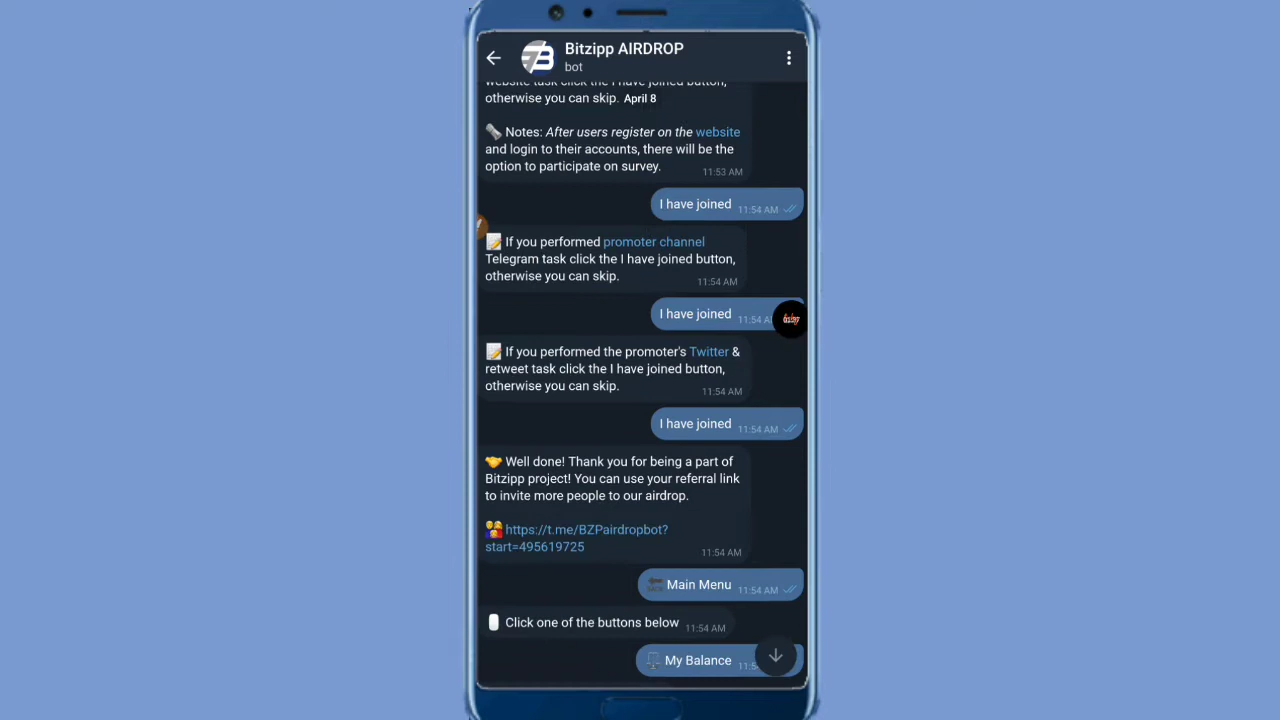 Bitzipp AIRDROP
bot
website task click the I have joined button,
otherwise you can skip. April 8
Notes: After users register on the website
and login to their accounts, there will be the
option to participate on survey.
11:53 AM
I have joined 11:54 AM
If you performed promoter channel
Telegram task click the I have joined button,
otherwise you can skip.
11:54 AM
I have joined 11:54 A
If you performed the promoter's Twitter &
retweet task click the I have joined button,
otherwise you can skip.
11:54 AM
I have joined 11:54 AM
Well done! Thank you for being a part of
Bitzipp project! You can use your referral link
to invite more people to our airdrop.
https://t.me/BZPairdropbot?
start=495619725
11:54 AM
Main Menu 11:54 AM
Click one of the buttons below 11:54 AM
My Balance 11:5